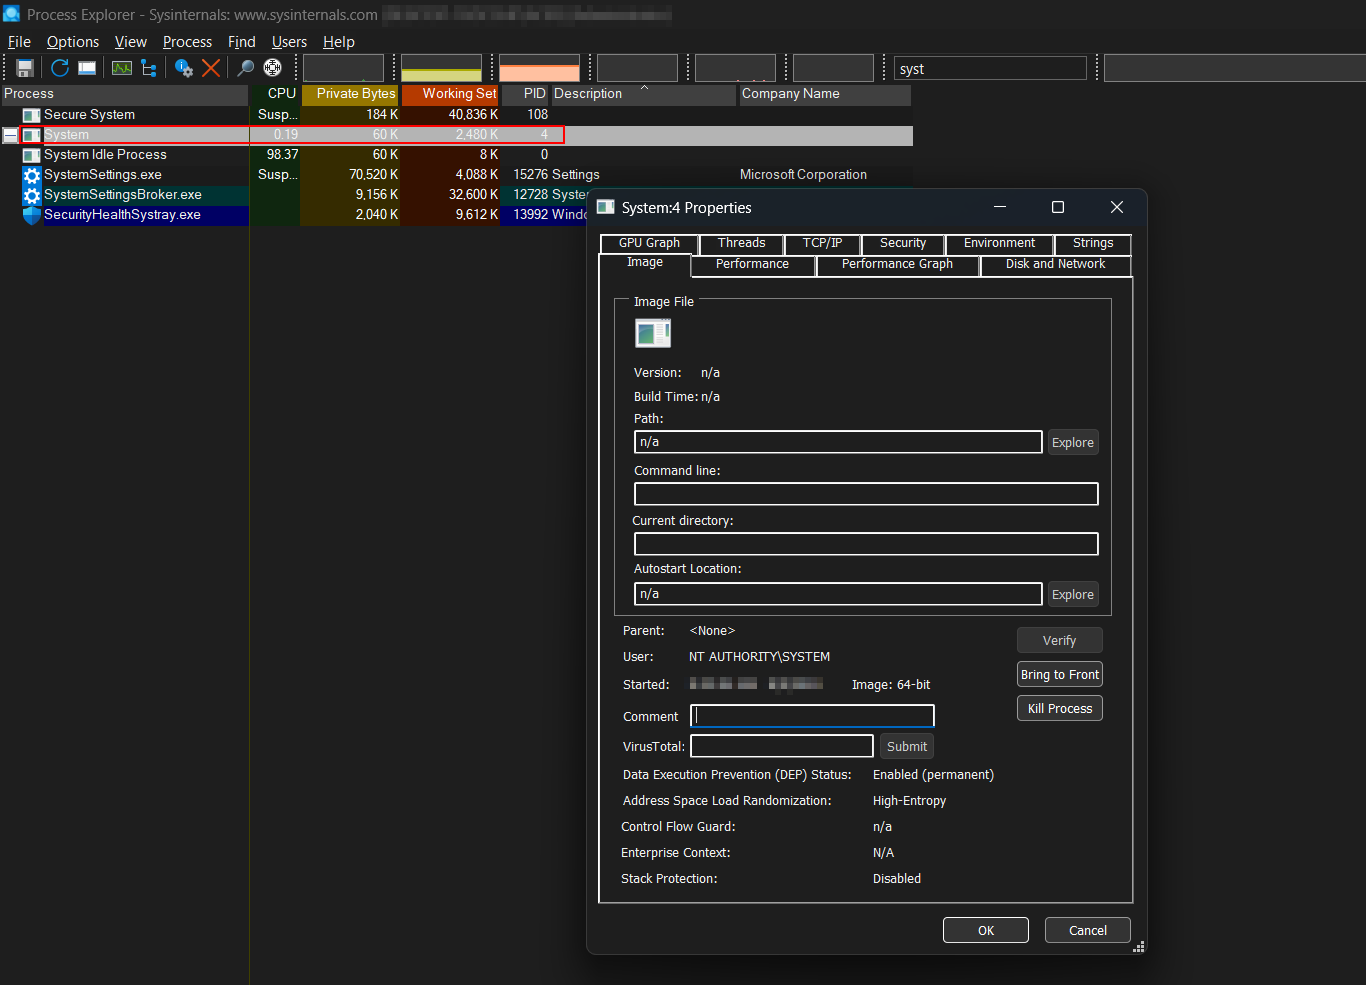 Process Explorer - Sysinternals: www.sysinternals.com
File Options View Process Find Users Help
syst
Process CPU Private Bytes Working Set PID Description Company Name
Secure System Susp... 184 K 40,836 K 108
System 0.19 60 K 2,480 K 4
System Idle Process 98.37 60 K 8 K 0
SystemSettings.exe Susp... 70,520 K 4,088 K 15276 Settings Microsoft Corporation
SystemSettingsBroker.exe 9,156 K 32,600 K 12728 Syste
SecurityHealthSystray.exe 2,040 K 9,612 K 13992 Windo
System:4 Properties
GPU Graph Threads TCP/IP Security Environment Strings
Image Performance Performance Graph Disk and Network
Image File
Version: n/a
Build Time: n/a
Path:
n/a Explore
Command line:
Current directory:
Autostart Location:
n/a Explore
Parent: <None>
Verify
User: NT AUTHORITY\SYSTEM
Bring to Front
Started: Image: 64-bit
Kill Process
Comment
VirusTotal: Submit
Data Execution Prevention (DEP) Status: Enabled (permanent)
Address Space Load Randomization: High-Entropy
Control Flow Guard: n/a
Enterprise Context: N/A
Stack Protection: Disabled
OK Cancel